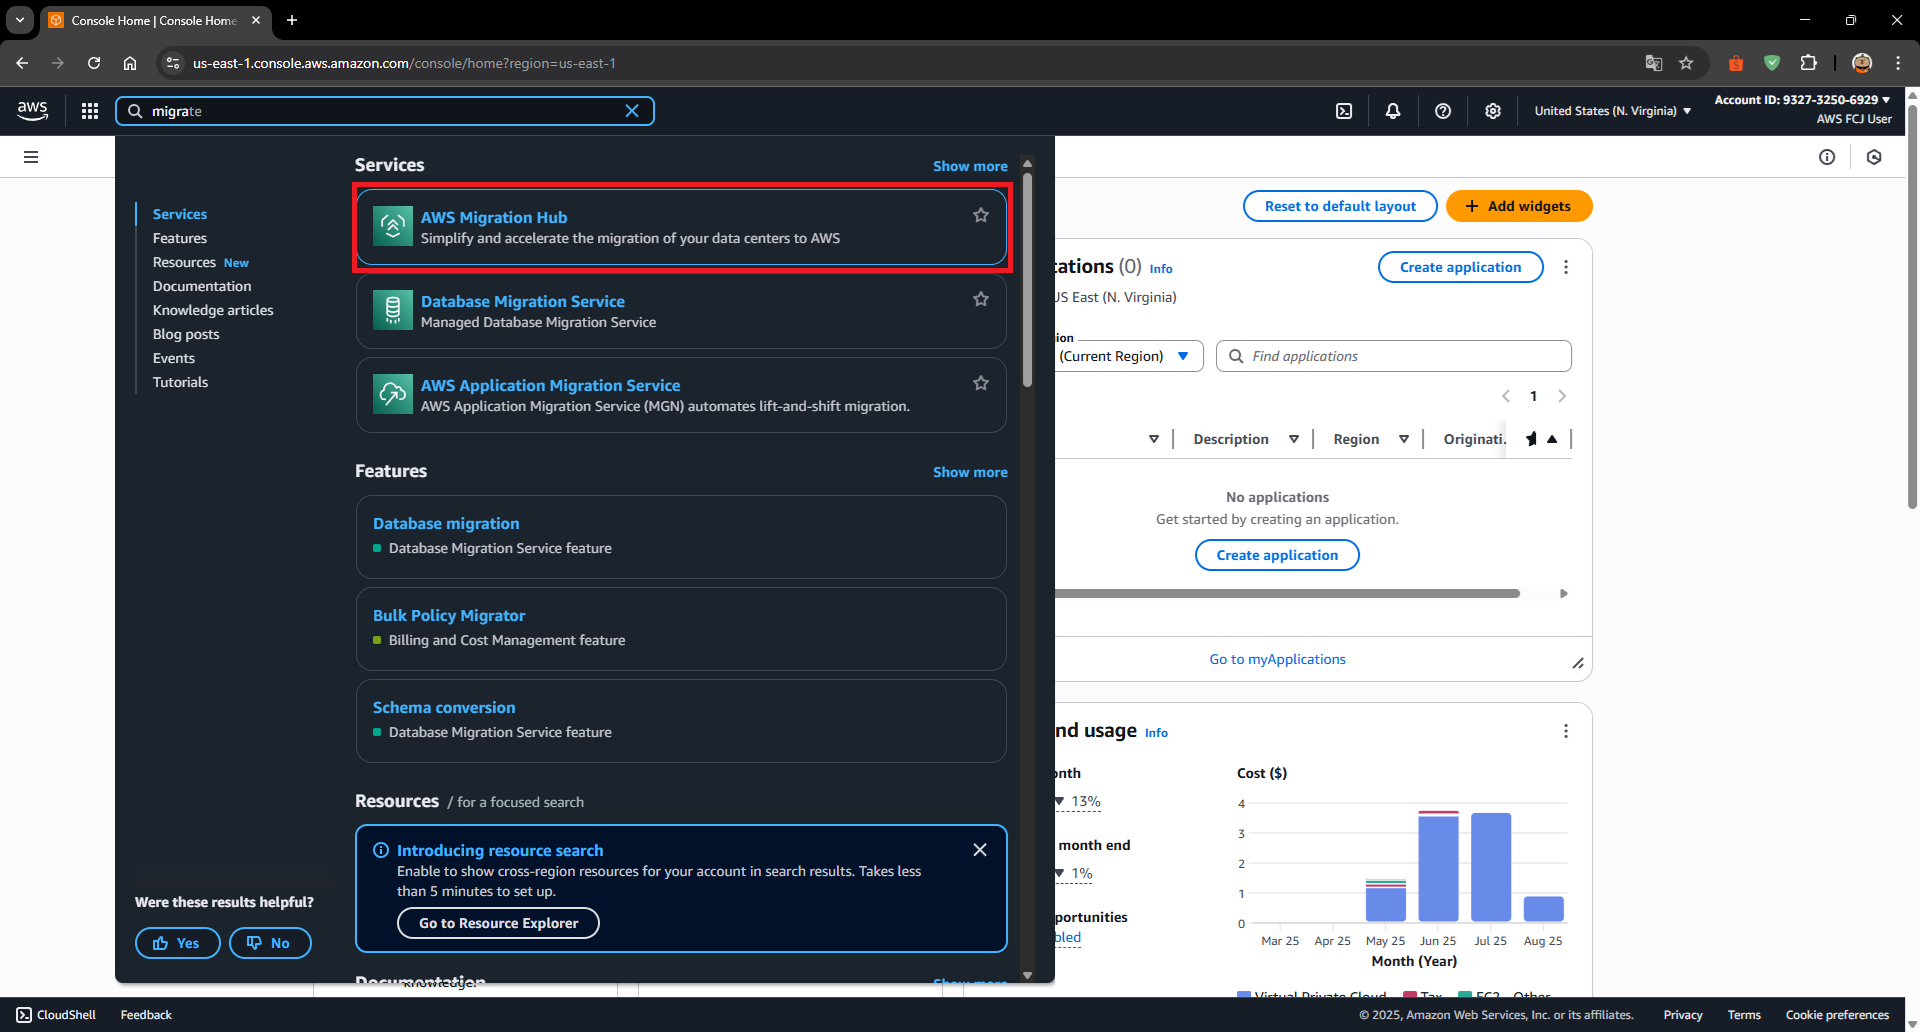 Console Home | Console Home
us-east-1.console.aws.amazon.com/console/home?region=us-east-1
aws
migrate
United States (N. Virginia)
Account ID: 9327-3250-6929
AWS FCJ User
Services
Features
Resources New
Documentation
Knowledge articles
Blog posts
Events
Tutorials
Were these results helpful?
Yes
No
Services
Show more
AWS Migration Hub
Simplify and accelerate the migration of your data centers to AWS
Database Migration Service
Managed Database Migration Service
AWS Application Migration Service
AWS Application Migration Service (MGN) automates lift-and-shift migration.
Features
Show more
Database migration
Database Migration Service feature
Bulk Policy Migrator
Billing and Cost Management feature
Schema conversion
Database Migration Service feature
Resources / for a focused search
Introducing resource search
Enable to show cross-region resources for your account in search results. Takes less
than 5 minutes to set up.
Go to Resource Explorer
Documentation
Show more
knowledge.
Reset to default layout
+ Add widgets
cations (0) Info
Create application
US East (N. Virginia)
ion
(Current Region)
Find applications
1
Description
Region
Originati.
No applications
Get started by creating an application.
Create application
Go to myApplications
nd usage Info
onth
13%
month end
1%
portunities
bled
Cost ($)
4
3
2
1
0
Mar 25
Apr 25
May 25
Jun 25
Jul 25
Aug 25
Month (Year)
Virtual Private Cloud
Tax
EC2 - Other
CloudShell
Feedback
© 2025, Amazon Web Services, Inc. or its affiliates.
Privacy
Terms
Cookie preferences